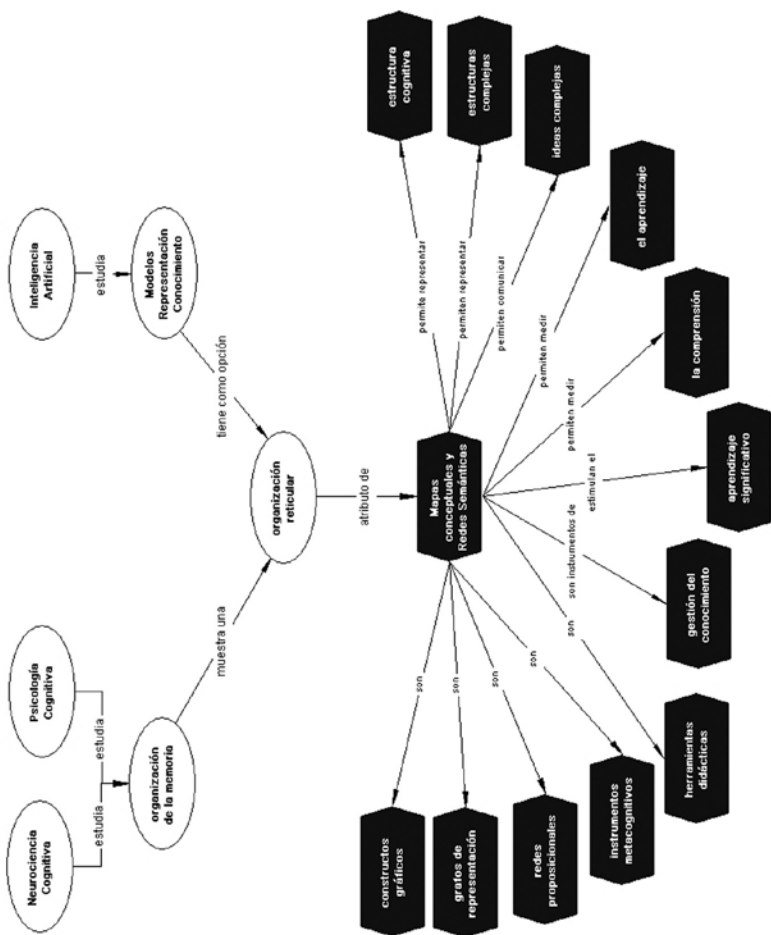 Neurociencia
Cognitiva
Psicología
Cognitiva
Inteligencia
Artificial
estudia
estudia
estudia
organización
de la memoria
Modelos
Representación
Conocimiento
muestra una
tiene como opción
organización
reticular
atributo de
Mapas
conceptuales y
Redes Semánticas
son
son
son
son
son
son instrumentos de
estimulan el
permiten medir
permiten medir
permiten comunicar
permiten representar
permite representar
constructos
gráficos
grafos de
representación
redes
proposicionales
instrumentos
metacognitivos
herramientas
didácticas
gestión del
conocimiento
aprendizaje
significativo
la comprensión
el aprendizaje
ideas complejas
estructuras
complejas
estructura
cognitiva